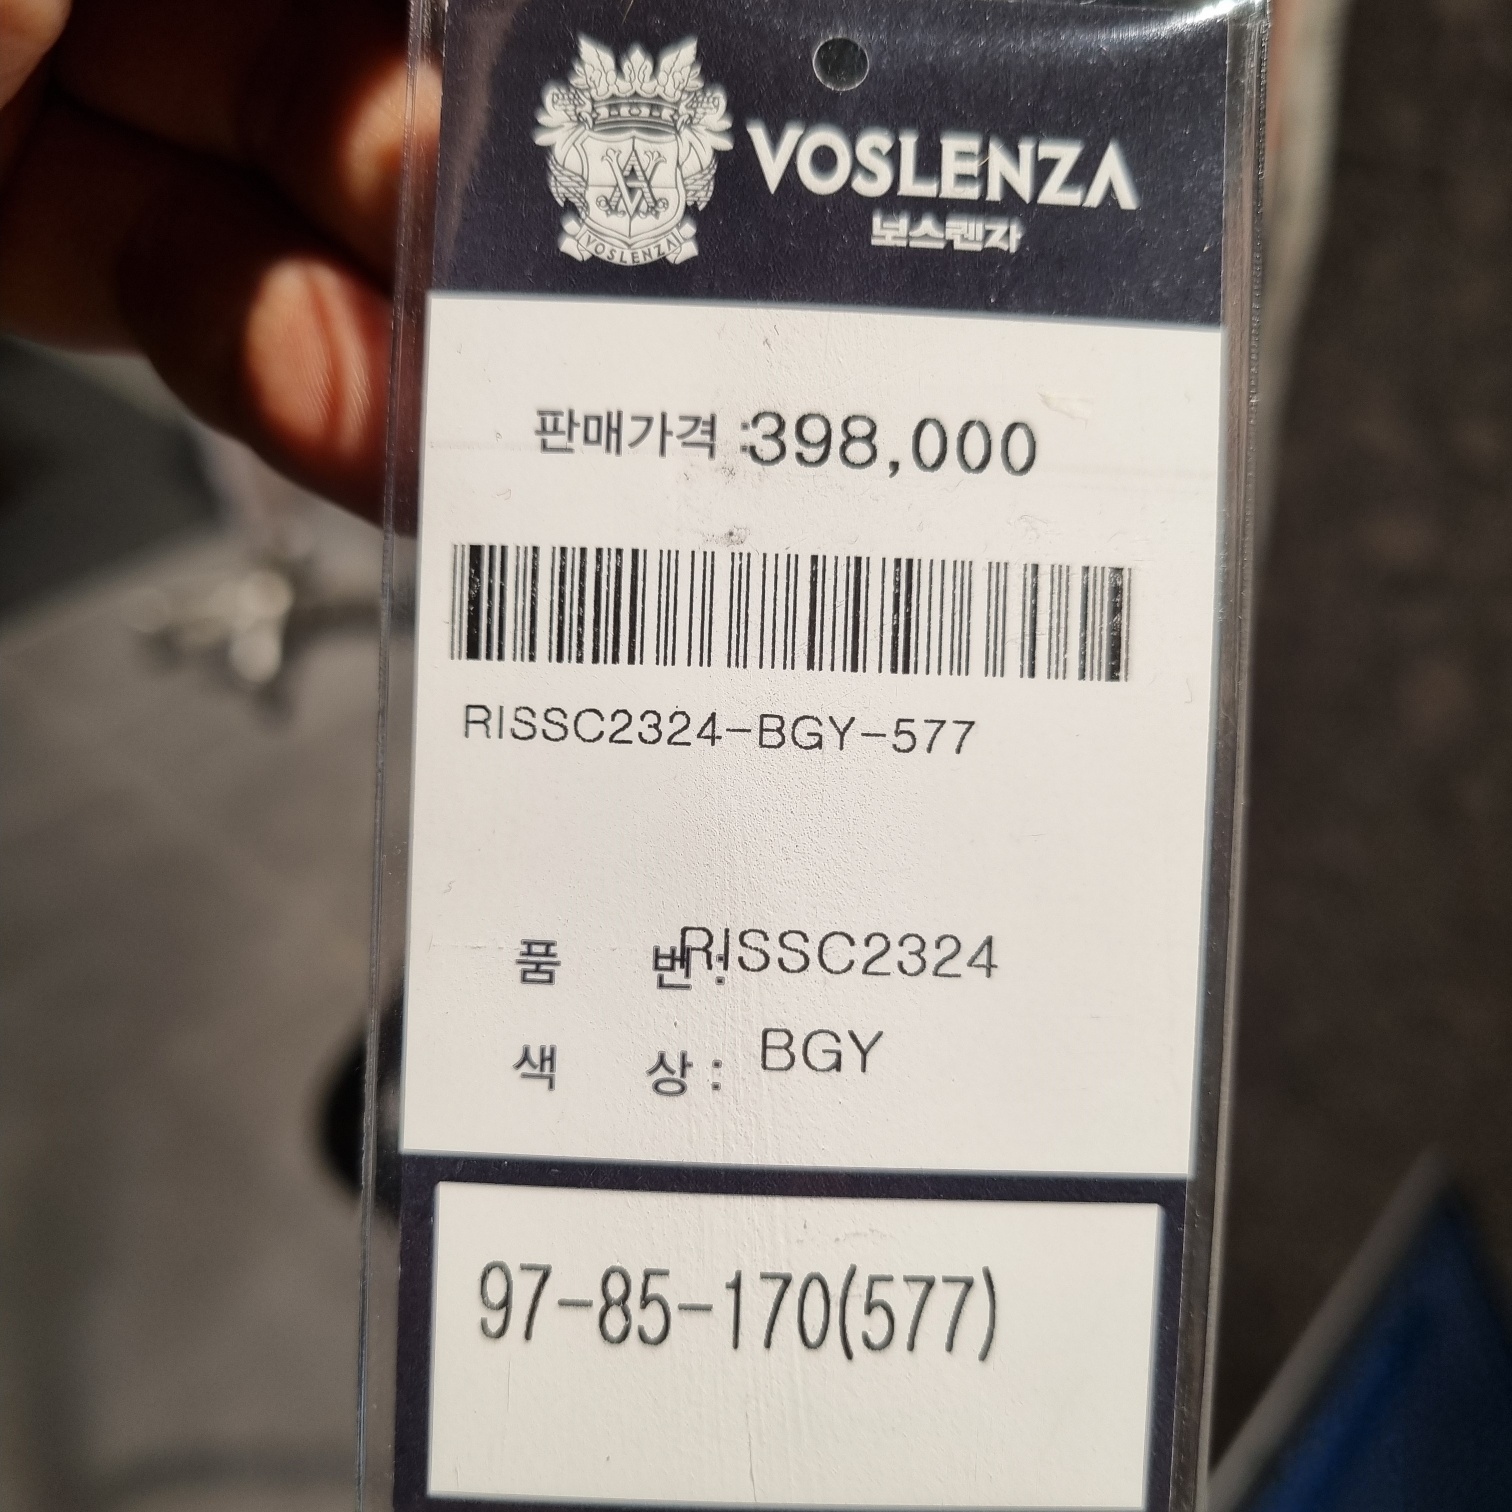 VOSLENZA
보스렌자
VOSLENZA
판매가격 :398,000
RISSC2324-BGY-577
품 번:RISSC2324
색 상: BGY
97-85-170(577)